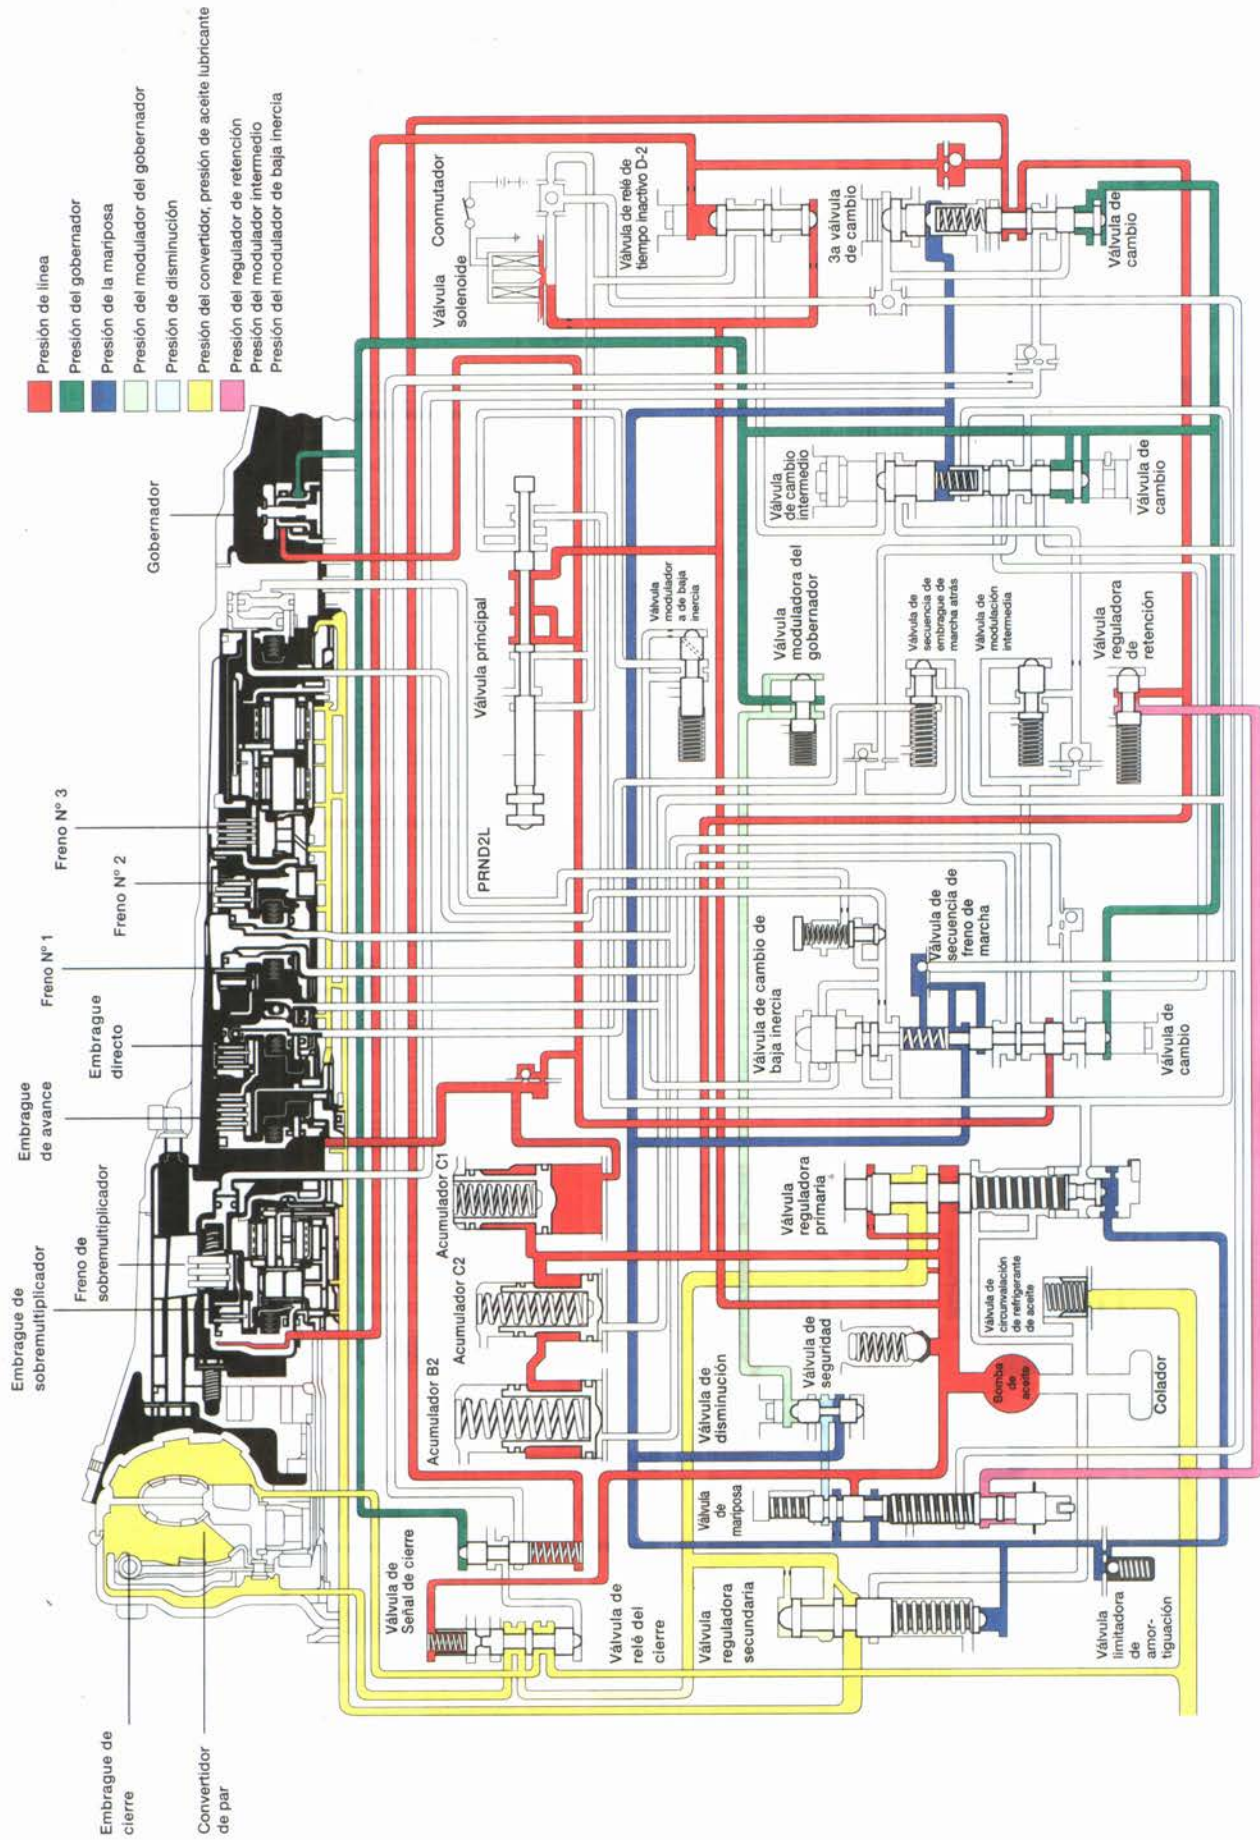 Presión de línea
Presión del gobernador
Presión de la mariposa
Presión del modulador del gobernador
Presión de disminución
Presión del convertidor, presión de aceite lubricante
Presión del regulador de retención
Presión del modulador intermedio
Presión del modulador de baja inercia
Embrague de
cierre
Convertidor
de par
Embrague de
sobremultiplicador
Freno de
sobremultiplicador
Embrague
de avance
Embrague
directo
Freno Nº 1
Freno Nº 2
Freno Nº 3
Gobernador
Válvula de
Señal de cierre
Válvula de
relé del
cierre
Acumulador B2
Acumulador C2
Acumulador C1
PRND2L
Válvula principal
Válvula
solenoide
Conmutador
Válvula de relé de
tiempo inactivo D-2
Válvula
modulador
a de baja
inercia
Válvula
reguladora
secundaria
Válvula
de
mariposa
Válvula de
disminución
Válvula de
seguridad
Válvula
reguladora
primaria
Válvula de cambio de
baja inercia
Válvula
moduladora del
gobernador
Válvula
de cambio
intermedio
3a válvula
de cambio
Válvula de
secuencia de
freno de
marcha
Válvula de
secuencia de
embrague de
marcha atrás
Válvula de
modulación
intermedia
Válvula
limitadora
de
amor-
tiguación
Colador
Bomba
de
aceite
Válvula de
circunvalación
de refrigerante
de aceite
Válvula de
cambio
Válvula
reguladora
de
retención
Válvula de
cambio
Válvula de
cambio